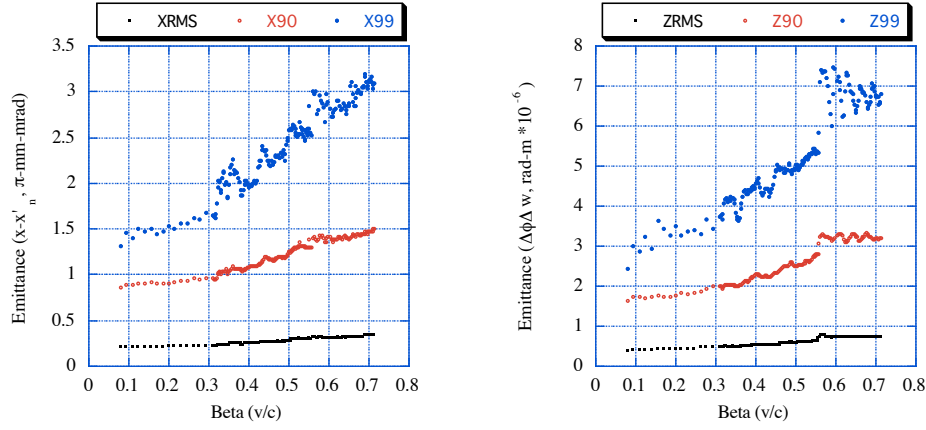 XRMS X90 X99
3.5
3
2.5
2
1.5
1
0.5
0
0 0.1 0.2 0.3 0.4 0.5 0.6 0.7 0.8
Beta (v/c)
Emittance (x-x'n , π-mm-mrad)
ZRMS Z90 Z99
8
7
6
5
4
3
2
1
0
0 0.1 0.2 0.3 0.4 0.5 0.6 0.7 0.8
Beta (v/c)
Emittance ( ΔϕΔ w, rad-m *10⁻⁶)